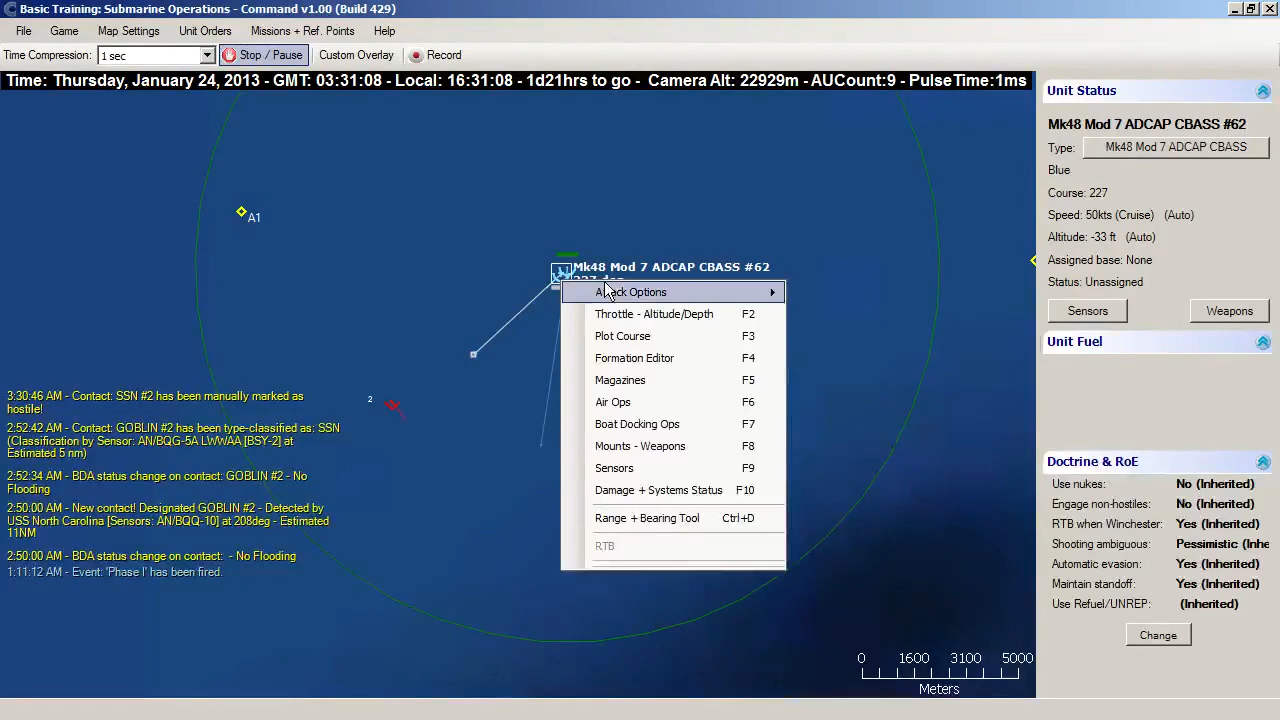 Basic Training: Submarine Operations - Command v1.00 (Build 429)
File Game Map Settings Unit Orders Missions + Ref. Points Help
Time Compression: 1 sec Stop / Pause Custom Overlay Record
Time: Thursday, January 24, 2013 - GMT: 03:31:08 - Local: 16:31:08 - 1d21hrs to go - Camera Alt: 22929m - AUCount:9 - PulseTime:1ms
A1
Mk48 Mod 7 ADCAP CBASS #62
227 deg
2
Attack Options
Throttle - Altitude/Depth F2
Plot Course F3
Formation Editor F4
Magazines F5
Air Ops F6
Boat Docking Ops F7
Mounts - Weapons F8
Sensors F9
Damage + Systems Status F10
Range + Bearing Tool Ctrl+D
RTB
3:30:46 AM - Contact: SSN #2 has been manually marked as
hostile!
2:52:42 AM - Contact: GOBLIN #2 has been type-classified as: SSN
(Classification by Sensor: AN/BQG-5A LWWAA [BSY-2] at
Estimated 5 nm)
2:52:34 AM - BDA status change on contact: GOBLIN #2 - No
Flooding
2:50:00 AM - New contact! Designated GOBLIN #2 - Detected by
USS North Carolina [Sensors: AN/BQQ-10] at 208deg - Estimated
11NM
2:50:00 AM - BDA status change on contact: - No Flooding
1:11:12 AM - Event: 'Phase I' has been fired.
0 1600 3100 5000
Meters
Unit Status
Mk48 Mod 7 ADCAP CBASS #62
Type: Mk48 Mod 7 ADCAP CBASS
Blue
Course: 227
Speed: 50kts (Cruise) (Auto)
Altitude: -33 ft (Auto)
Assigned base: None
Status: Unassigned
Sensors Weapons
Unit Fuel
Doctrine & RoE
Use nukes: No (Inherited)
Engage non-hostiles: No (Inherited)
RTB when Winchester: Yes (Inherited)
Shooting ambiguous: Pessimistic (Inhe
Automatic evasion: Yes (Inherited)
Maintain standoff: Yes (Inherited)
Use Refuel/UNREP: (Inherited)
Change